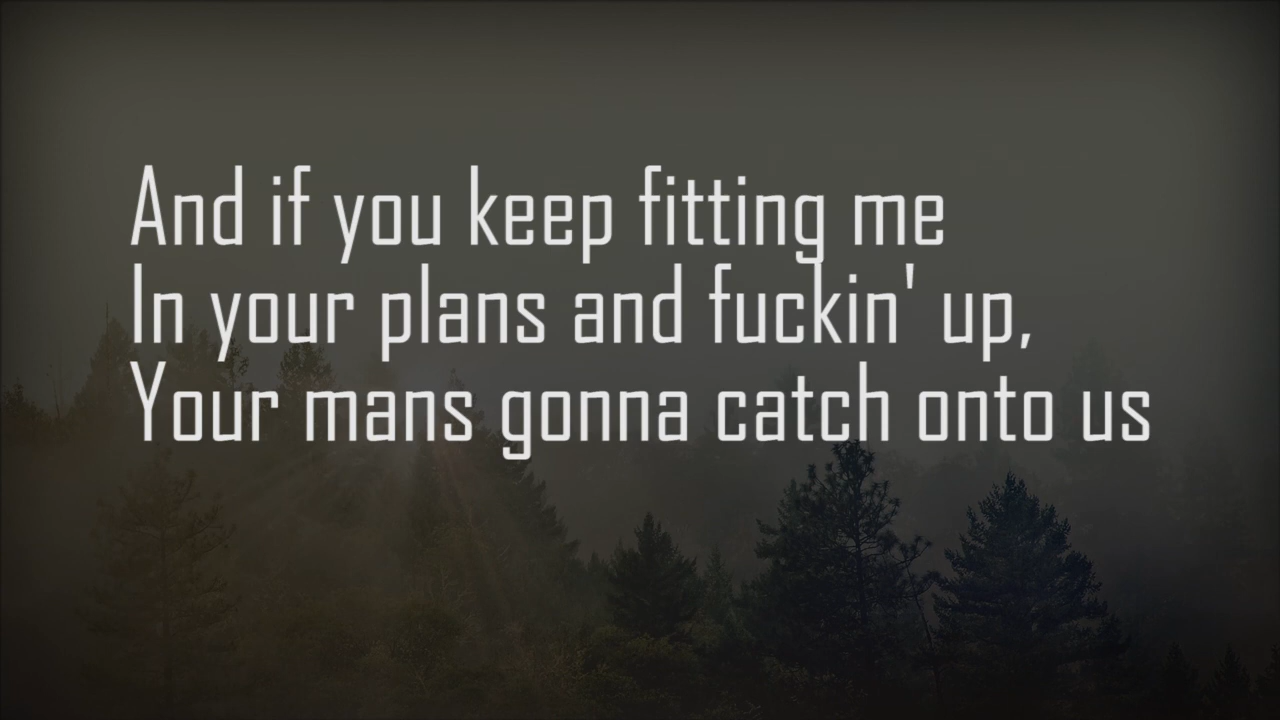 And if you keep fitting me
In your plans and fuckin' up,
Your mans gonna catch onto us